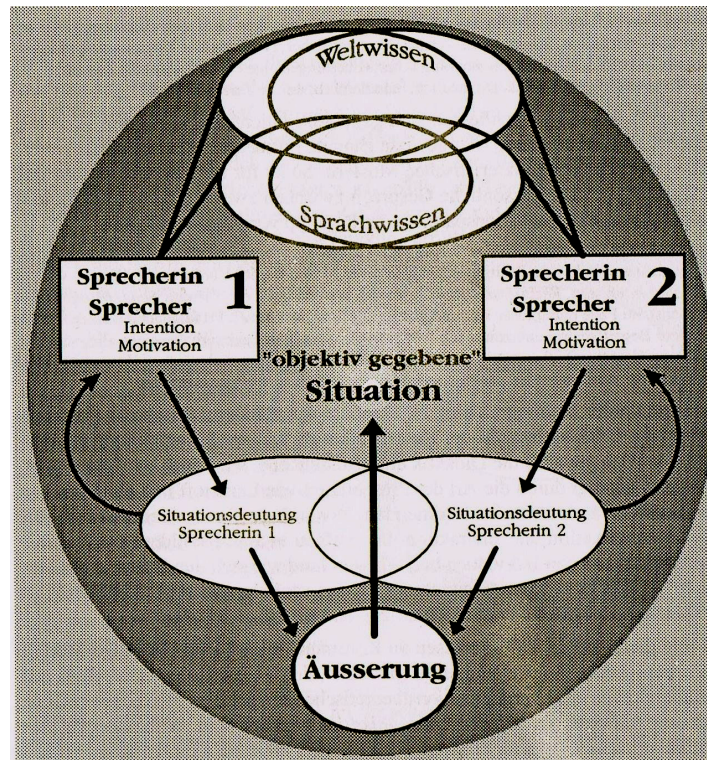 Weltwissen
Sprachwissen
Sprecherin
Sprecher
1
Intention
Motivation
Sprecherin
Sprecher
2
Intention
Motivation
"objektiv gegebene"
Situation
Situationsdeutung
Sprecherin 1
Situationsdeutung
Sprecherin 2
Äusserung